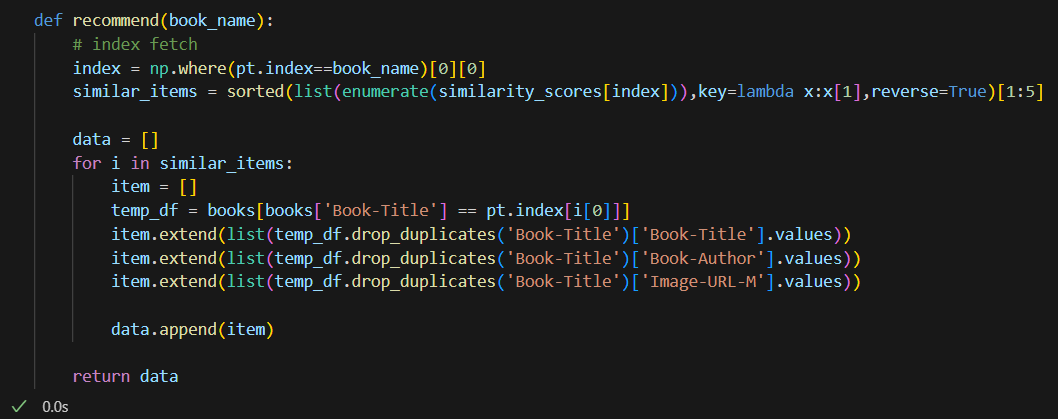 def recommend(book_name):
    # index fetch
    index = np.where(pt.index==book_name)[0][0]
    similar_items = sorted(list(enumerate(similarity_scores[index])),key=lambda x:x[1],reverse=True)[1:5]

    data = []
    for i in similar_items:
        item = []
        temp_df = books[books['Book-Title'] == pt.index[i[0]]]
        item.extend(list(temp_df.drop_duplicates('Book-Title')['Book-Title'].values))
        item.extend(list(temp_df.drop_duplicates('Book-Title')['Book-Author'].values))
        item.extend(list(temp_df.drop_duplicates('Book-Title')['Image-URL-M'].values))

        data.append(item)

    return data
0.0s